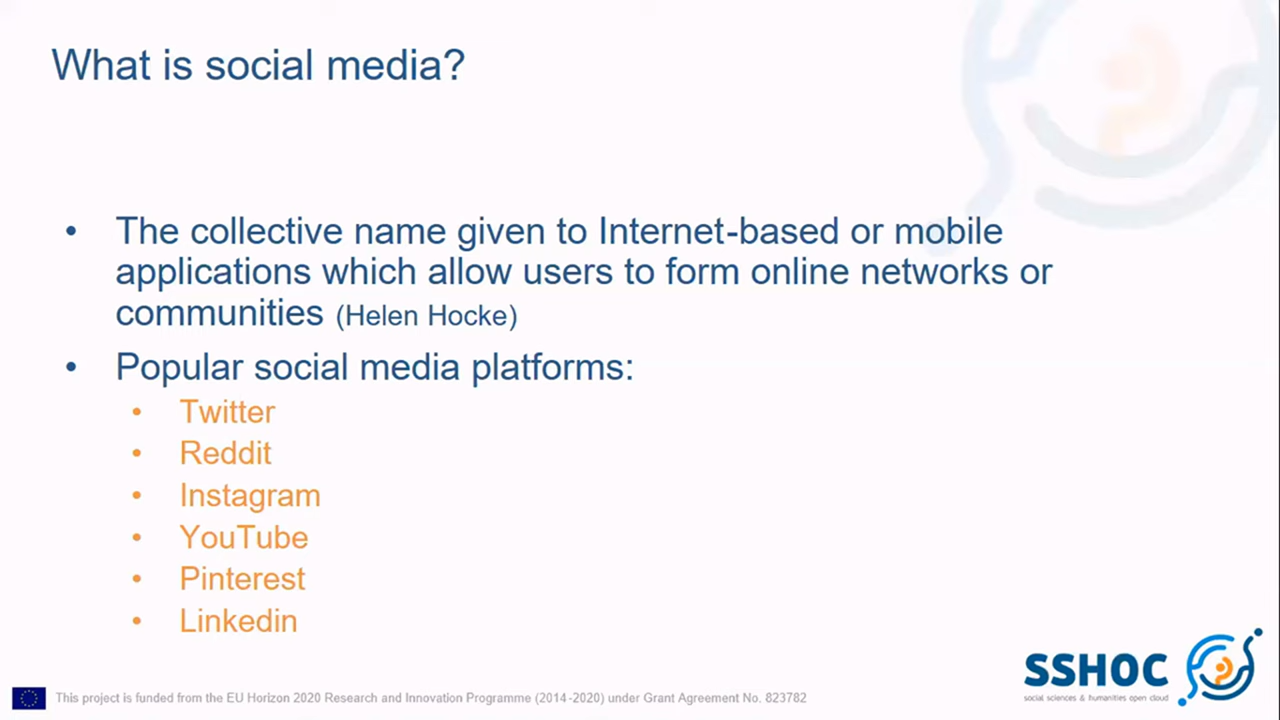 What is social media?
• The collective name given to Internet-based or mobile
applications which allow users to form online networks or
communities (Helen Hocke)
• Popular social media platforms:
• Twitter
• Reddit
• Instagram
• YouTube
• Pinterest
• Linkedin
SSHOC
social sciences & humanities open cloud
This project is funded from the EU Horizon 2020 Research and Innovation Programme (2014-2020) under Grant Agreement No. 823782